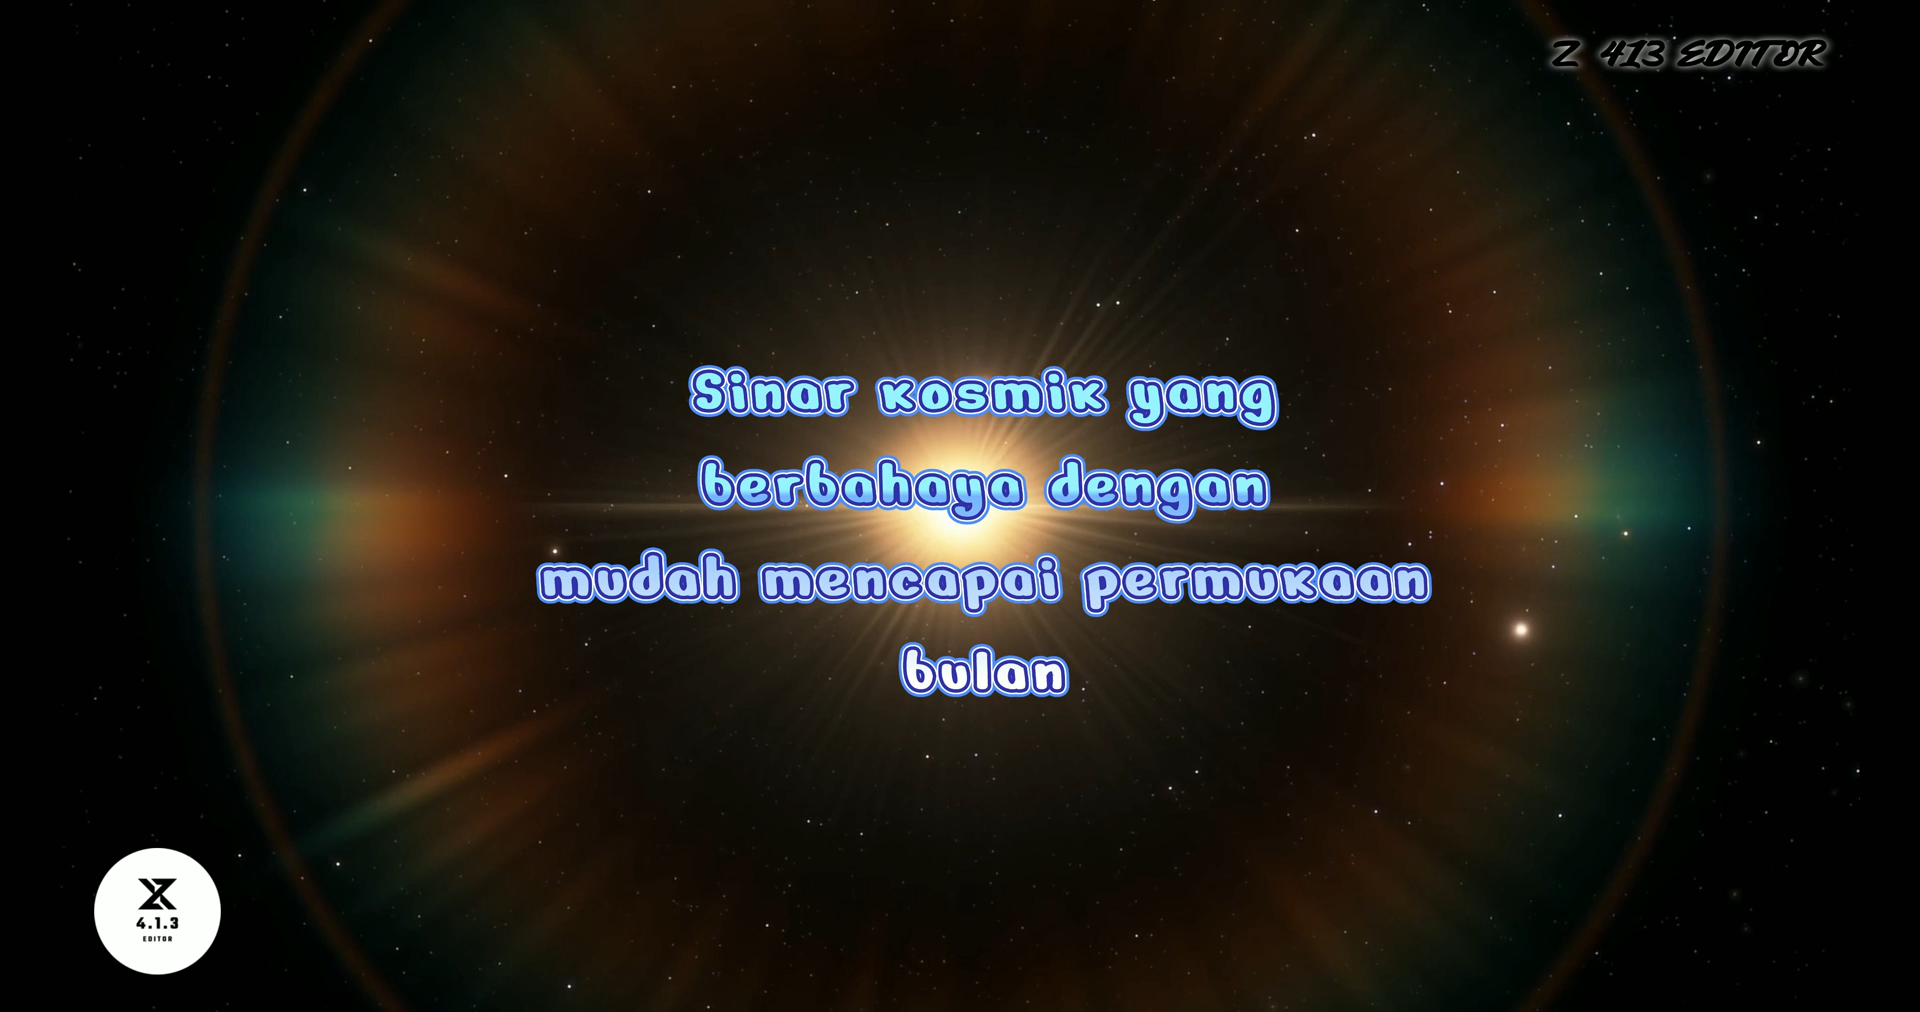 Z 413 EDITOR
Sinar kosmik yang
berbahaya dengan
mudah mencapai permukaan
bulan
4.1.3
EDITOR